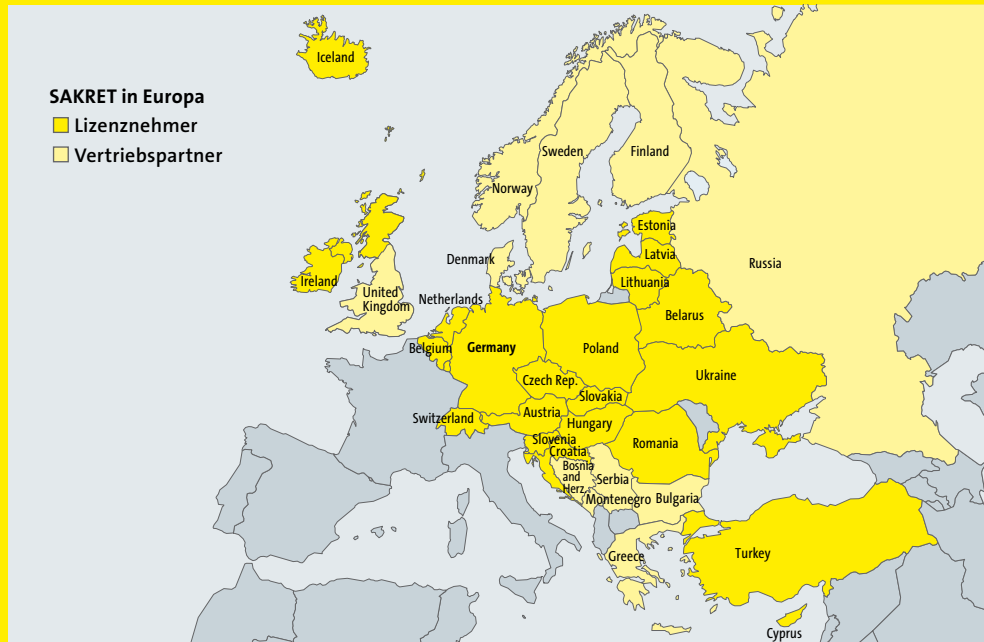 Iceland
SAKRET in Europa
Lizenznehmer
Vertriebspartner
Sweden
Finland
Norway
Estonia
Latvia
Denmark
Russia
Ireland
Lithuania
United
Kingdom
Netherlands
Belarus
Belgium
Germany
Poland
Ukraine
Czech Rep.
Slovakia
Switzerland
Austria
Hungary
Slovenia
Croatia
Romania
Bosnia
and
Herz.
Serbia
Montenegro
Bulgaria
Greece
Turkey
Cyprus